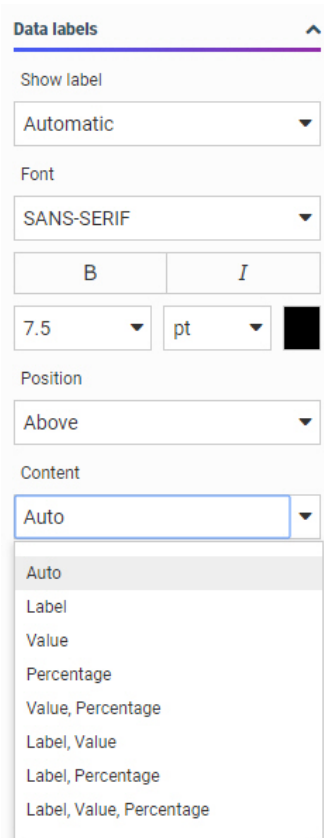 Data labels
Show label
Automatic
Font
SANS-SERIF
B I
7.5 pt
Position
Above
Content
Auto
Auto
Label
Value
Percentage
Value, Percentage
Label, Value
Label, Percentage
Label, Value, Percentage